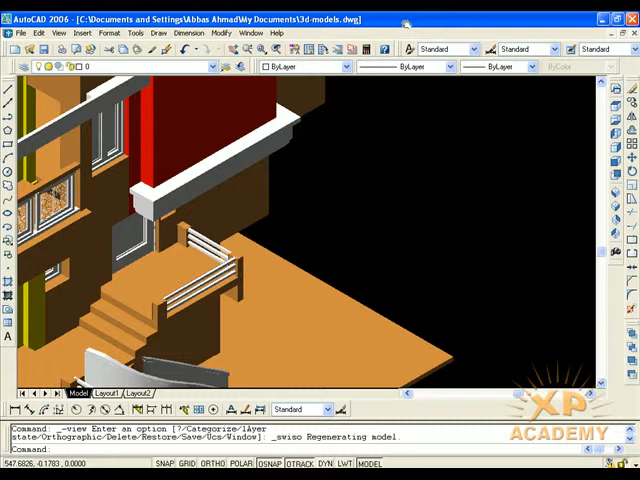 AutoCAD 2006 - [C:\Documents and Settings\Abbas Ahmad\My Documents\3d-models.dwg]
File Edit View Insert Format Tools Draw Dimension Modify Window Help
Standard Standard Standard
0 ByLayer ByLayer ByLayer ByColor
Model Layout1 Layout2
Standard
Command: _-view Enter an option [?/Categorize/lAyer
state/Orthographic/Delete/Restore/Save/Ucs/Window]: _swiso Regenerating model.
Command:
547.6826, -0.1783, 0.0000 SNAP GRID ORTHO POLAR OSNAP OTRACK DYN LWT MODEL
XP
ACADEMY